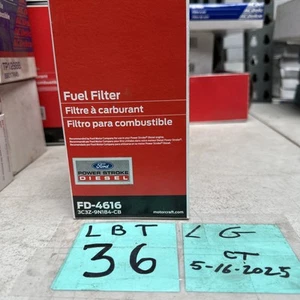 Fuel Filter
Filtre à carburant
Filtro para combustible
Ford
POWER STROKE
DIESEL
FD-4616
3C3Z-9N184-CB
motorcraft.com
LBT
36
LG
CT
5-16-2025